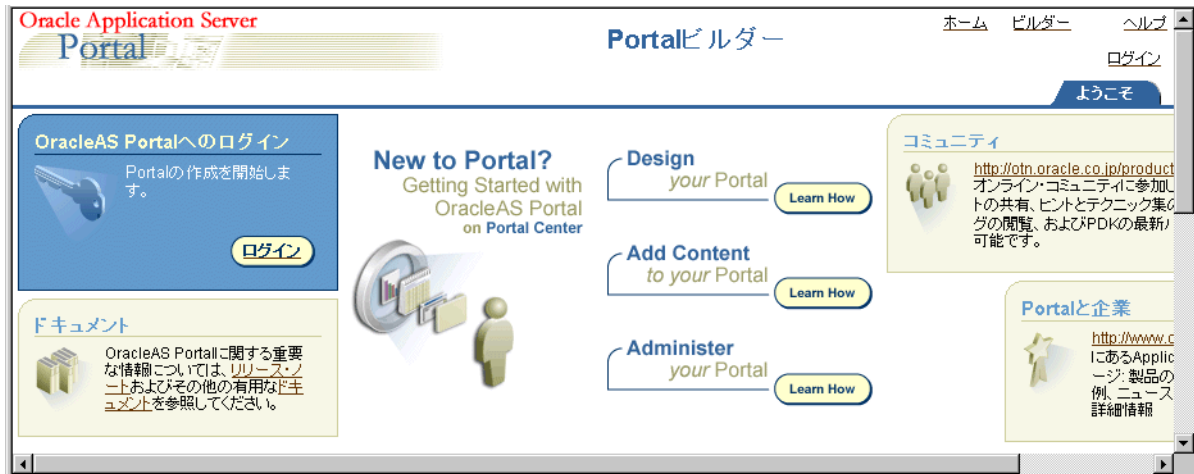 Oracle Application Server
Portal
Portalビルダー
ホーム ビルダー ヘルプ
ログイン
ようこそ
OracleAS Portalへのログイン
Portalの作成を開始しま
す。
ログイン
ドキュメント
OracleAS Portalに関する重要
な情報については、リリース・ノ
ートおよびその他の有用なドキ
ュメントを参照してください。
New to Portal?
Getting Started with
OracleAS Portal
on Portal Center
Design
your Portal
Learn How
Add Content
to your Portal
Learn How
Administer
your Portal
Learn How
コミュニティ
http://otn.oracle.co.jp/product
オンライン・コミュニティに参加し
トの共有、ヒントとテクニック集の
グの閲覧、およびPDKの最新
可能です。
Portalと企業
http://www.o
にあるApplic
ージ: 製品の
例、ニュース
詳細情報